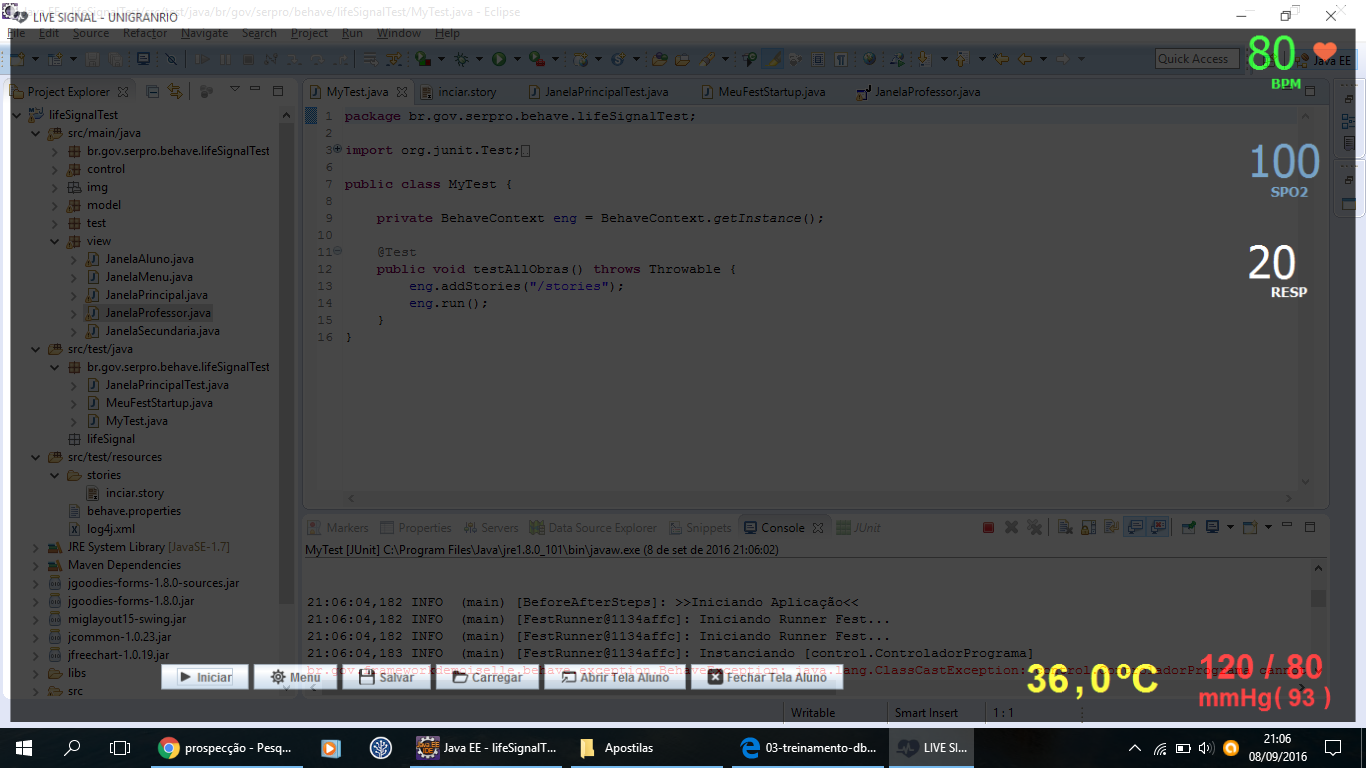 Java EE - lifeSignalTest/src/test/java/br/gov/serpro/behave/lifeSignalTest/MyTest.java - Eclipse
LIVE SIGNAL - UNIGRANRIO
File Edit Source Refactor Navigate Search Project Run Window Help
Quick Access
Java EE
80
BPM
100
SPO2
20
RESP
Project Explorer
lifeSignalTest
src/main/java
br.gov.serpro.behave.lifeSignalTest
control
img
model
test
view
JanelaAluno.java
JanelaMenu.java
JanelaPrincipal.java
JanelaProfessor.java
JanelaSecundaria.java
src/test/java
br.gov.serpro.behave.lifeSignalTest
JanelaPrincipalTest.java
MeuFestStartup.java
MyTest.java
lifeSignal
src/test/resources
stories
inciar.story
behave.properties
log4j.xml
JRE System Library [JavaSE-1.7]
Maven Dependencies
jgoodies-forms-1.8.0-sources.jar
jgoodies-forms-1.8.0.jar
miglayout15-swing.jar
jcommon-1.0.23.jar
jfreechart-1.0.19.jar
libs
src
MyTest.java inciar.story JanelaPrincipalTest.java MeuFestStartup.java JanelaProfessor.java
1 package br.gov.serpro.behave.lifeSignalTest;
2
3 import org.junit.Test;
6
7 public class MyTest {
8
9 private BehaveContext eng = BehaveContext.getInstance();
10
11 @Test
12 public void testAllObras() throws Throwable {
13 eng.addStories("/stories");
14 eng.run();
15 }
16 }
Markers Properties Servers Data Source Explorer Snippets Console JUnit
MyTest [JUnit] C:\Program Files\Java\jre1.8.0_101\bin\javaw.exe (8 de set de 2016 21:06:02)
21:06:04,182 INFO (main) [BeforeAfterSteps]: >>Iniciando Aplicação<<
21:06:04,182 INFO (main) [FestRunner@1134affc]: Iniciando Runner Fest...
21:06:04,182 INFO (main) [FestRunner@1134affc]: Iniciando Runner Fest...
21:06:04,183 INFO (main) [FestRunner@1134affc]: Instanciando [control.ControladorPrograma]
br.gov.frameworkdemoiselle.behave.exception.BehaveException: java.lang.ClassCastException: control.ControladorPrograma cannot
Iniciar Menu Salvar Carregar Abrir Tela Aluno Fechar Tela Aluno
36,0ºC
120 / 80
mmHg( 93 )
Writable Smart Insert 1 : 1
prospecção - Pesq...
Java EE - lifeSignalT...
Apostilas
03-treinamento-db...
LIVE SI...
21:06
08/09/2016